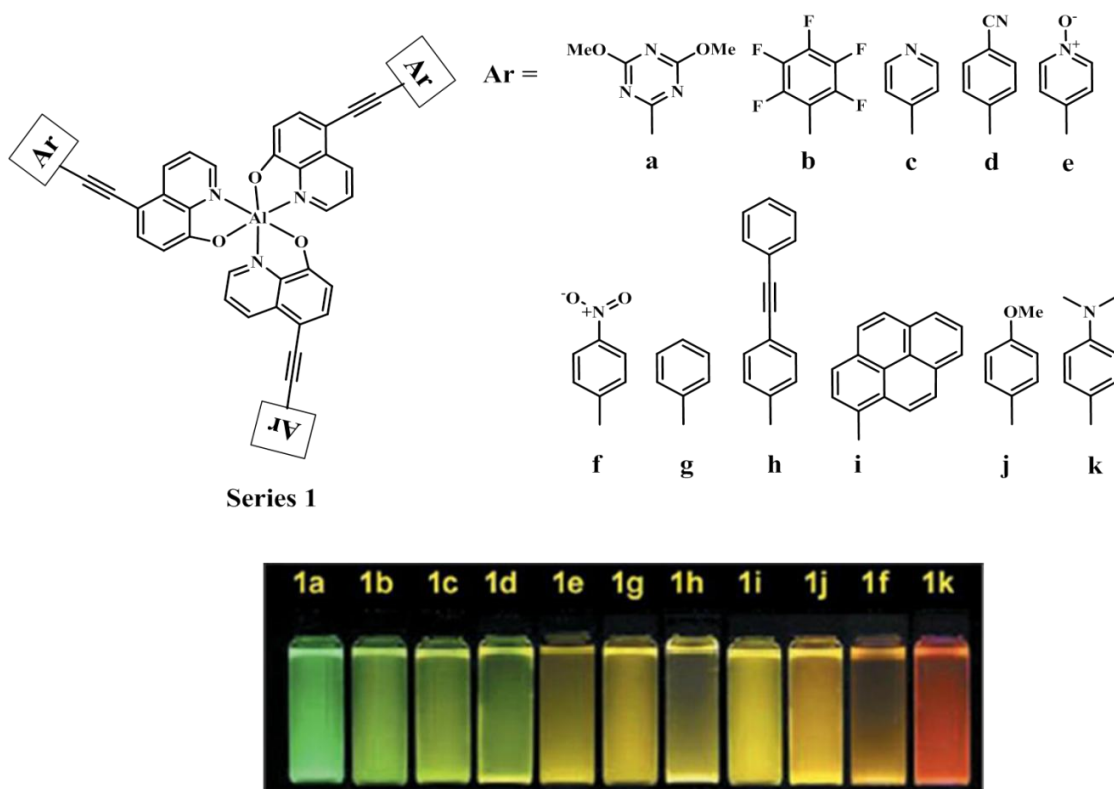 Ar =
MeO N OMe
N N
N
a
F
F F
F F
b
N
c
CN
d
O-
N+
e
Ar
Ar
O
N
N
Al
O
O
N
Ar
Series 1
-O O
N+
f
g
h
i
OMe
j
N
k
1a 1b 1c 1d 1e 1g 1h 1i 1j 1f 1k